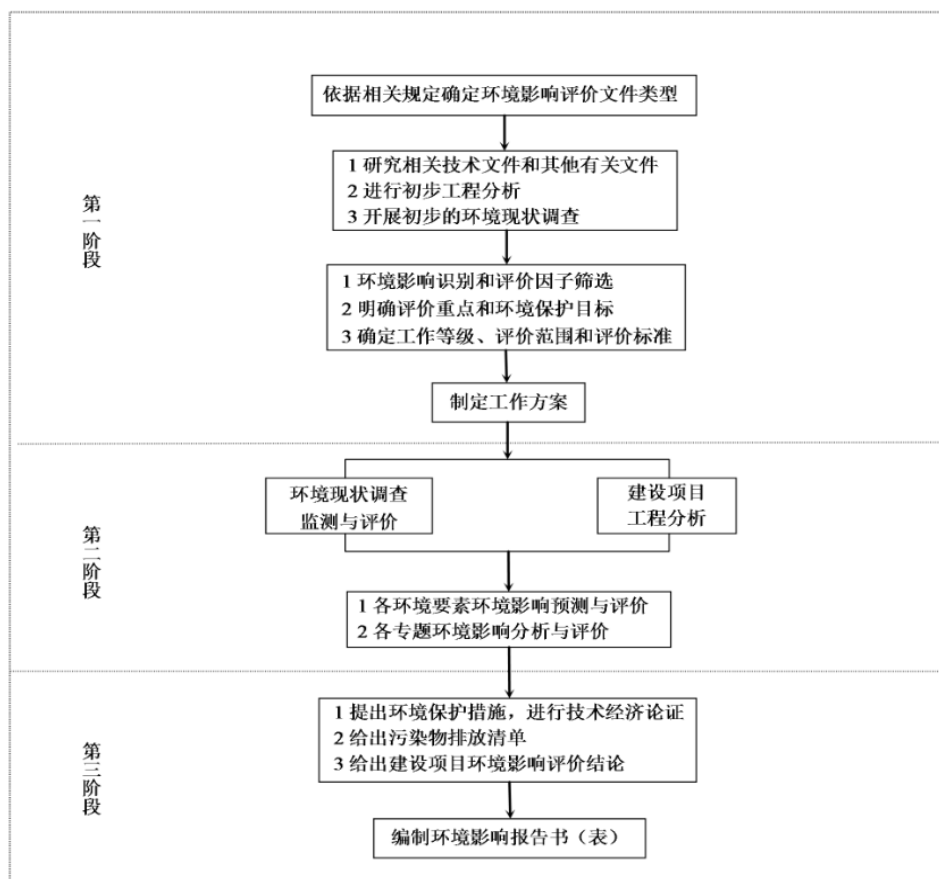 第一阶段
依据相关规定确定环境影响评价文件类型
1 研究相关技术文件和其他有关文件
2 进行初步工程分析
3 开展初步的环境现状调查
1 环境影响识别和评价因子筛选
2 明确评价重点和环境保护目标
3 确定工作等级、评价范围和评价标准
制定工作方案
第二阶段
环境现状调查
监测与评价
建设项目
工程分析
1 各环境要素环境影响预测与评价
2 各专题环境影响分析与评价
第三阶段
1 提出环境保护措施，进行技术经济论证
2 给出污染物排放清单
3 给出建设项目环境影响评价结论
编制环境影响报告书（表）